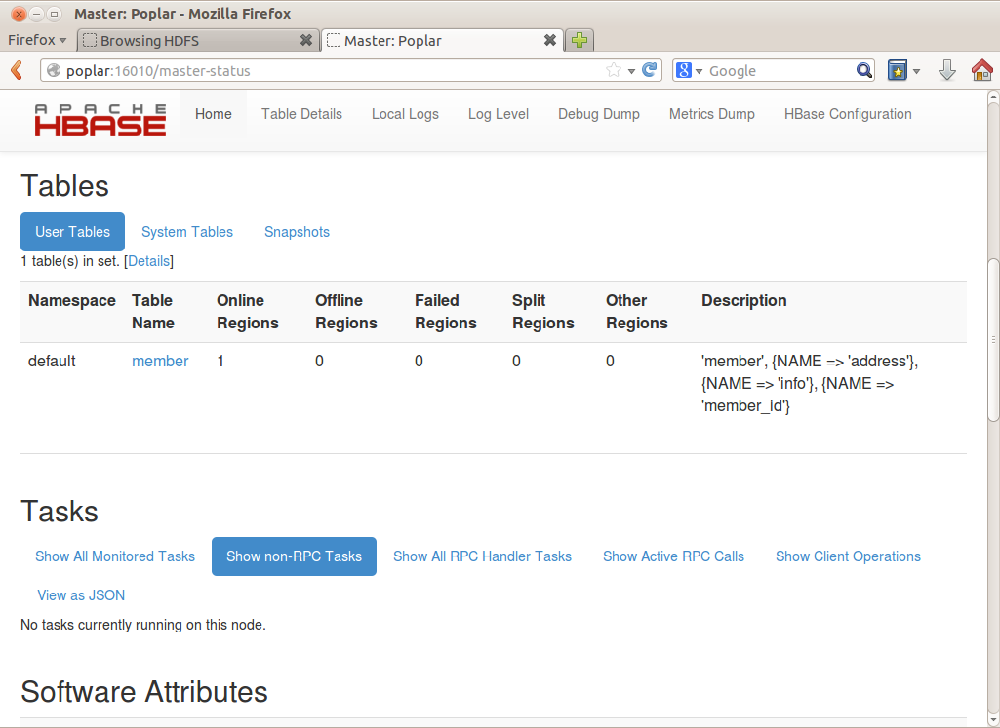 Master: Poplar - Mozilla Firefox
Firefox
Browsing HDFS
Master: Poplar
poplar:16010/master-status
8
Google
APACHE
HBASE
Home
Table Details
Local Logs
Log Level
Debug Dump
Metrics Dump
HBase Configuration
Tables
User Tables
System Tables
Snapshots
1 table(s) in set. [Details]
Namespace
Table
Name
Online
Regions
Offline
Regions
Failed
Regions
Split
Regions
Other
Regions
Description
default
member
1
0
0
0
0
'member', {NAME => 'address'},
{NAME => 'info'}, {NAME =>
'member_id'}
Tasks
Show All Monitored Tasks
Show non-RPC Tasks
Show All RPC Handler Tasks
Show Active RPC Calls
Show Client Operations
View as JSON
No tasks currently running on this node.
Software Attributes